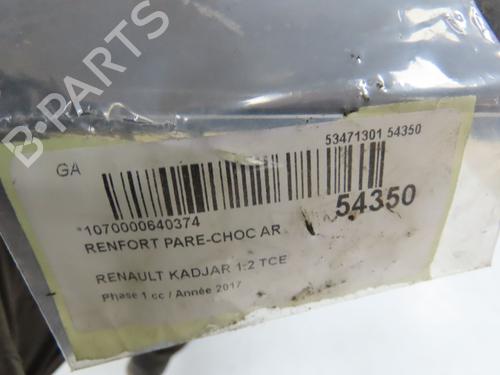 B-PARTS
GA
53471301 54350
*1070000640374
54350
RENFORT PARE-CHOC AR
RENAULT KADJAR 1.2 TCE
Phase 1 cc / Année 2017